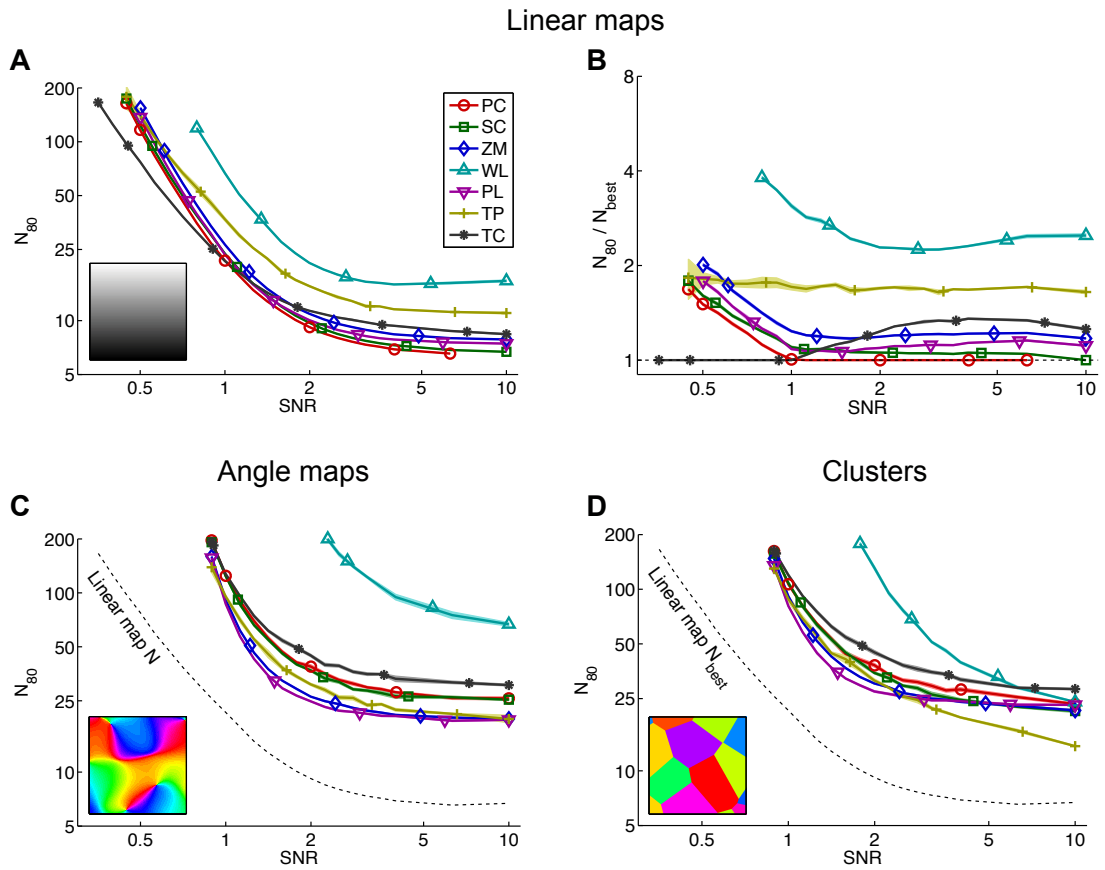 Linear maps
A
B
N80
200
100
50
25
10
5
0.5
1
2
5
10
SNR
PC
SC
ZM
WL
PL
TP
TC
N80 / Nbest
8
4
2
1
0.5
1
2
5
10
SNR
Angle maps
Clusters
C
D
N80
200
100
50
25
10
5
Linear map N
0.5
1
2
5
10
SNR
N80
200
100
50
25
10
5
Linear map Nbest
0.5
1
2
5
10
SNR